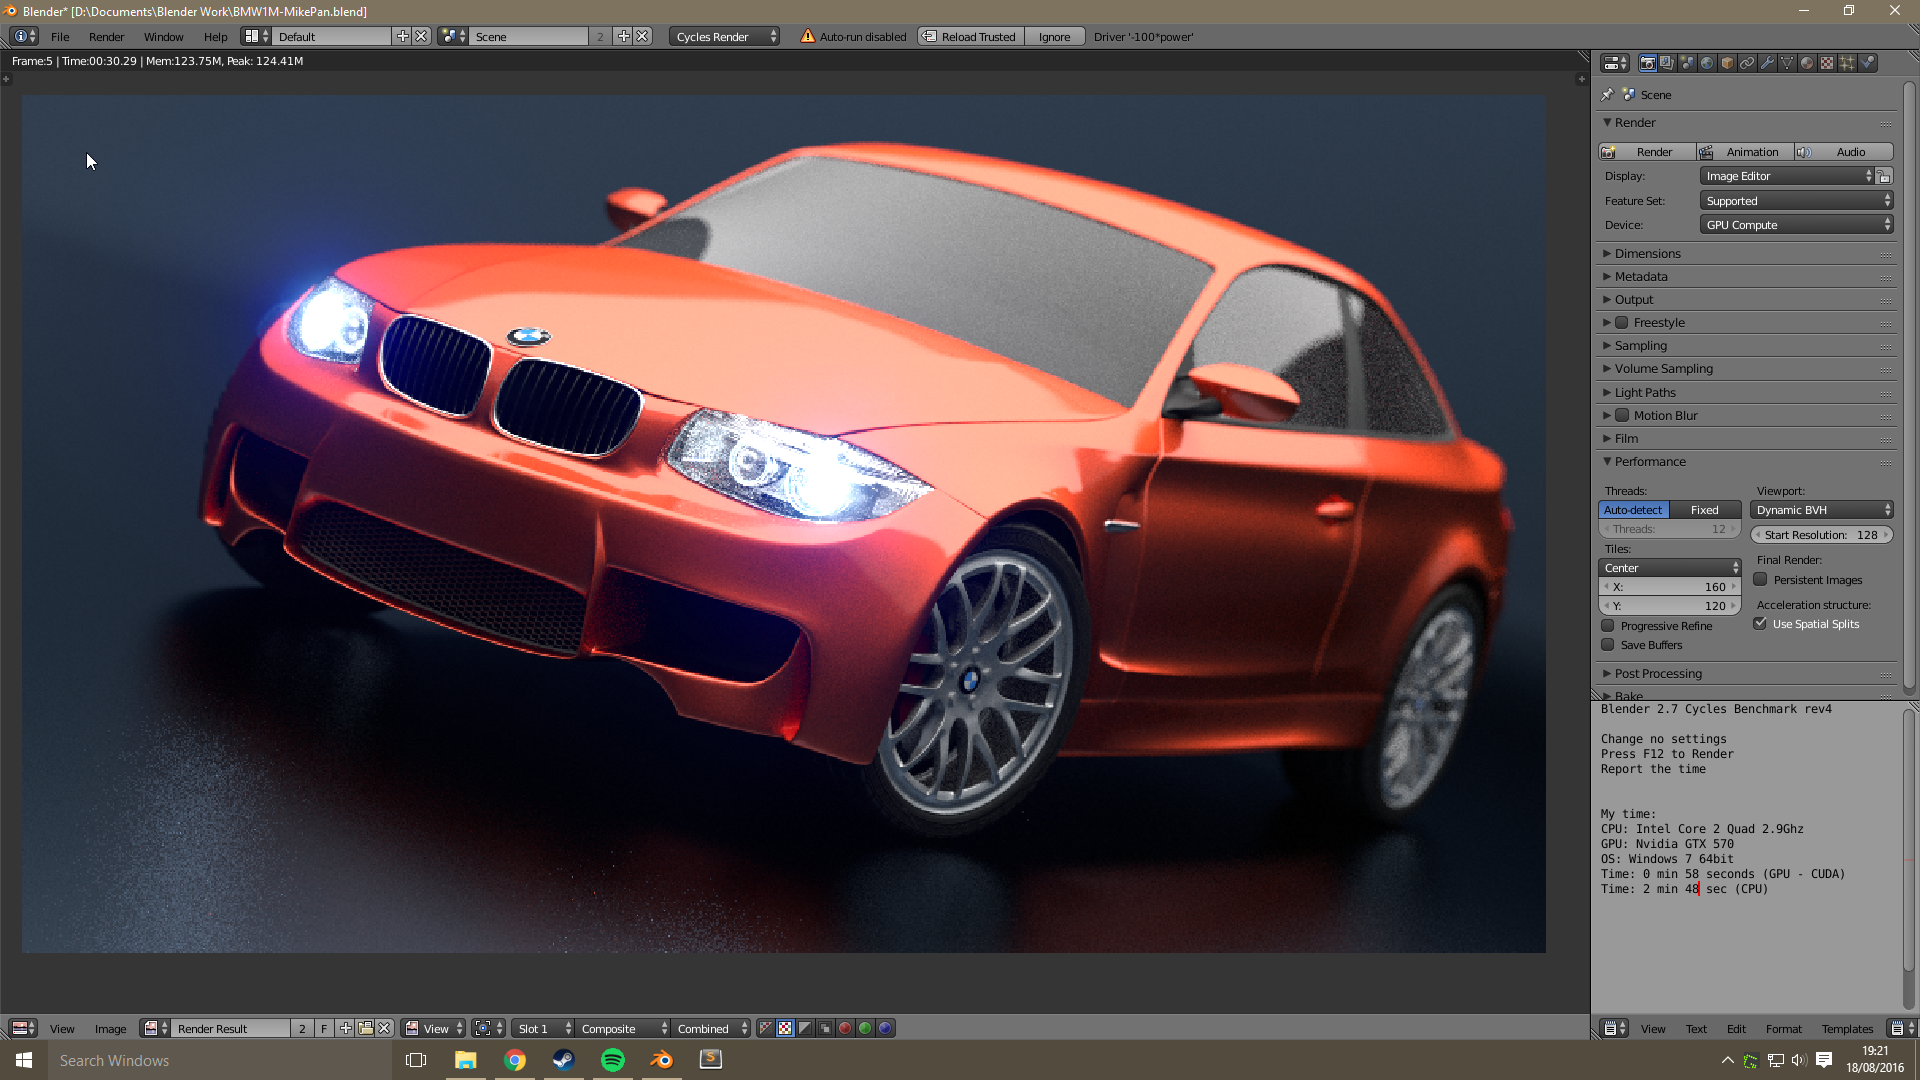 Blender* [D:\Documents\Blender Work\BMW1M-MikePan.blend]
File Render Window Help Default Scene 2 Cycles Render Auto-run disabled Reload Trusted Ignore Driver '-100*power'
Frame:5 | Time:00:30.29 | Mem:123.75M, Peak: 124.41M
Scene
Render
Render Animation Audio
Display: Image Editor
Feature Set: Supported
Device: GPU Compute
Dimensions
Metadata
Output
Freestyle
Sampling
Volume Sampling
Light Paths
Motion Blur
Film
Performance
Threads: Viewport:
Auto-detect Fixed Dynamic BVH
Threads: 12 Start Resolution: 128
Tiles: Final Render:
Center
X: 160 Persistent Images
Y: 120 Acceleration structure:
Progressive Refine Use Spatial Splits
Save Buffers
Post Processing
Bake
Blender 2.7 Cycles Benchmark rev4
Change no settings
Press F12 to Render
Report the time
My time:
CPU: Intel Core 2 Quad 2.9Ghz
GPU: Nvidia GTX 570
OS: Windows 7 64bit
Time: 0 min 58 seconds (GPU - CUDA)
Time: 2 min 48 sec (CPU)
View Image Render Result 2 F View Slot 1 Composite Combined
View Text Edit Format Templates
Search Windows
19:21
18/08/2016